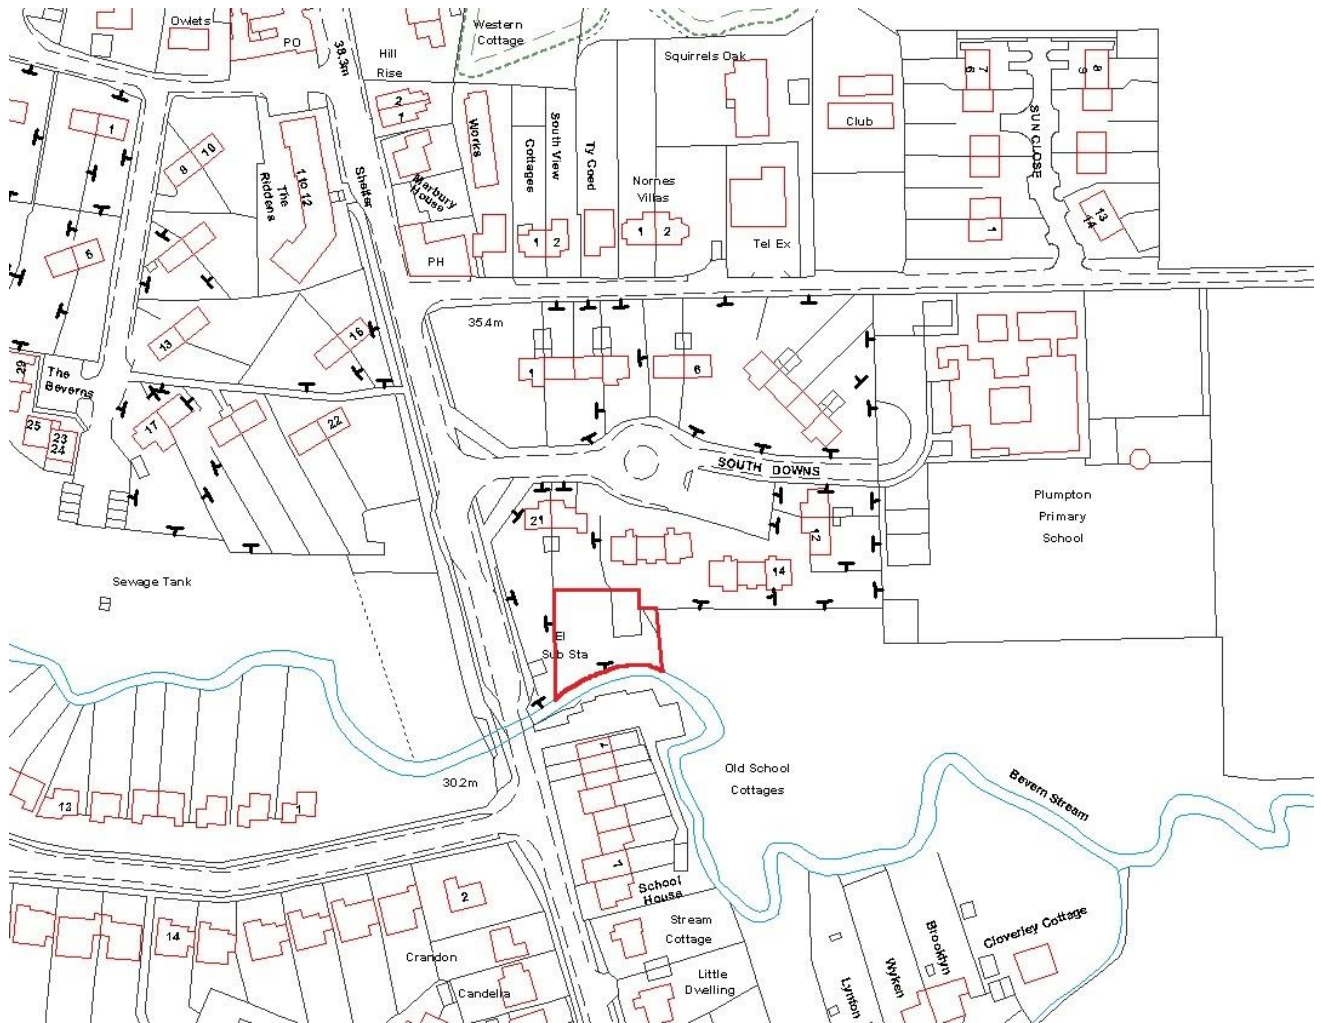 Owlets
PO
38.3m
Hill
Rise
Western
Cottage
Squirrels Oak
7
6
8
9
2
1
Works
Cottages
South View
Ty Coed
Club
SUN CLOSE
1
8
10
The
Riddens
1 to 12
Shelter
Marbury
House
Nornes
Villas
1
2
1
2
PH
Tel Ex
13
14
1
5
35.4m
13
16
1
6
29
The
Beverns
25
23
24
17
22
SOUTH DOWNS
21
12
14
Plumpton
Primary
School
Sewage Tank
El
Sub Sta
30.2m
13
1
1
7
Old School
Cottages
Bevern Stream
School
House
2
14
Crandon
Candella
Stream
Cottage
Little
Dwelling
Lynton
Wyken
Brooklyn
Cloverley Cottage